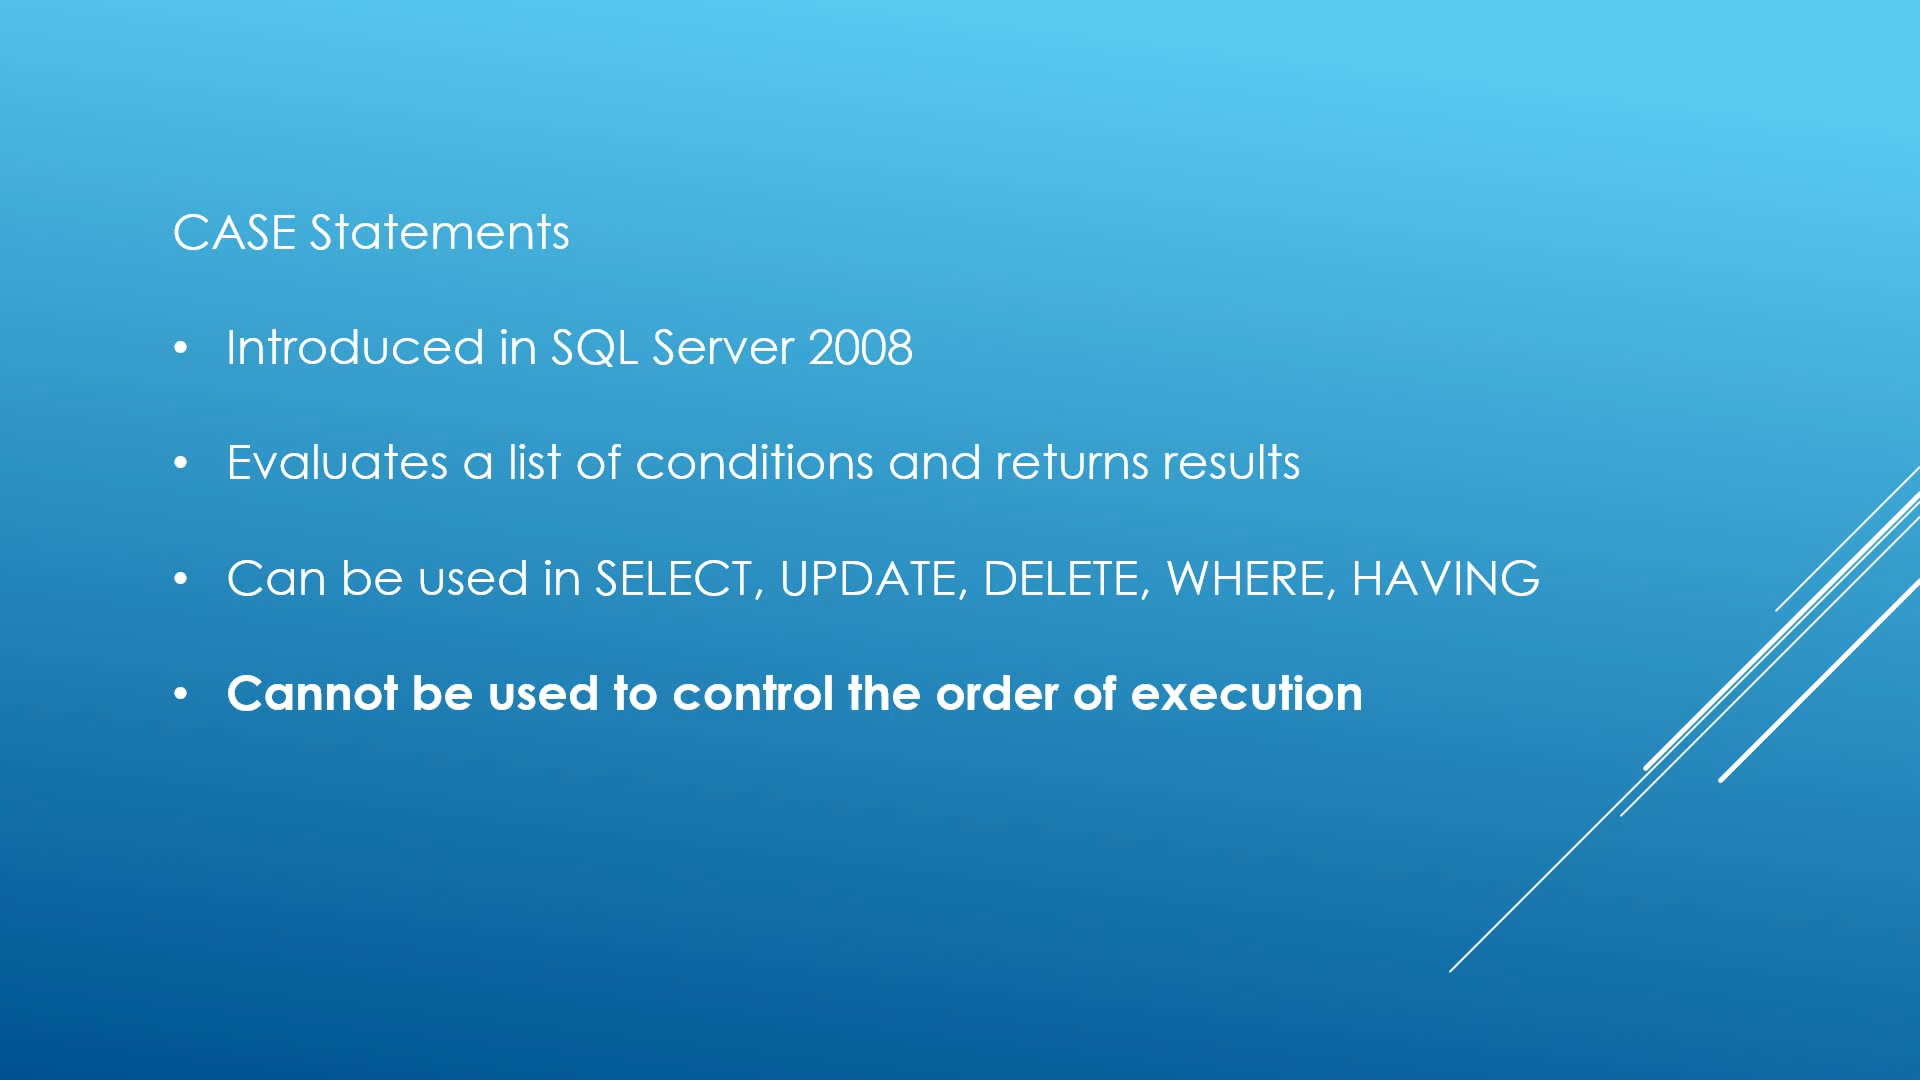 CASE Statements
• Introduced in SQL Server 2008
• Evaluates a list of conditions and returns results
• Can be used in SELECT, UPDATE, DELETE, WHERE, HAVING
• Cannot be used to control the order of execution